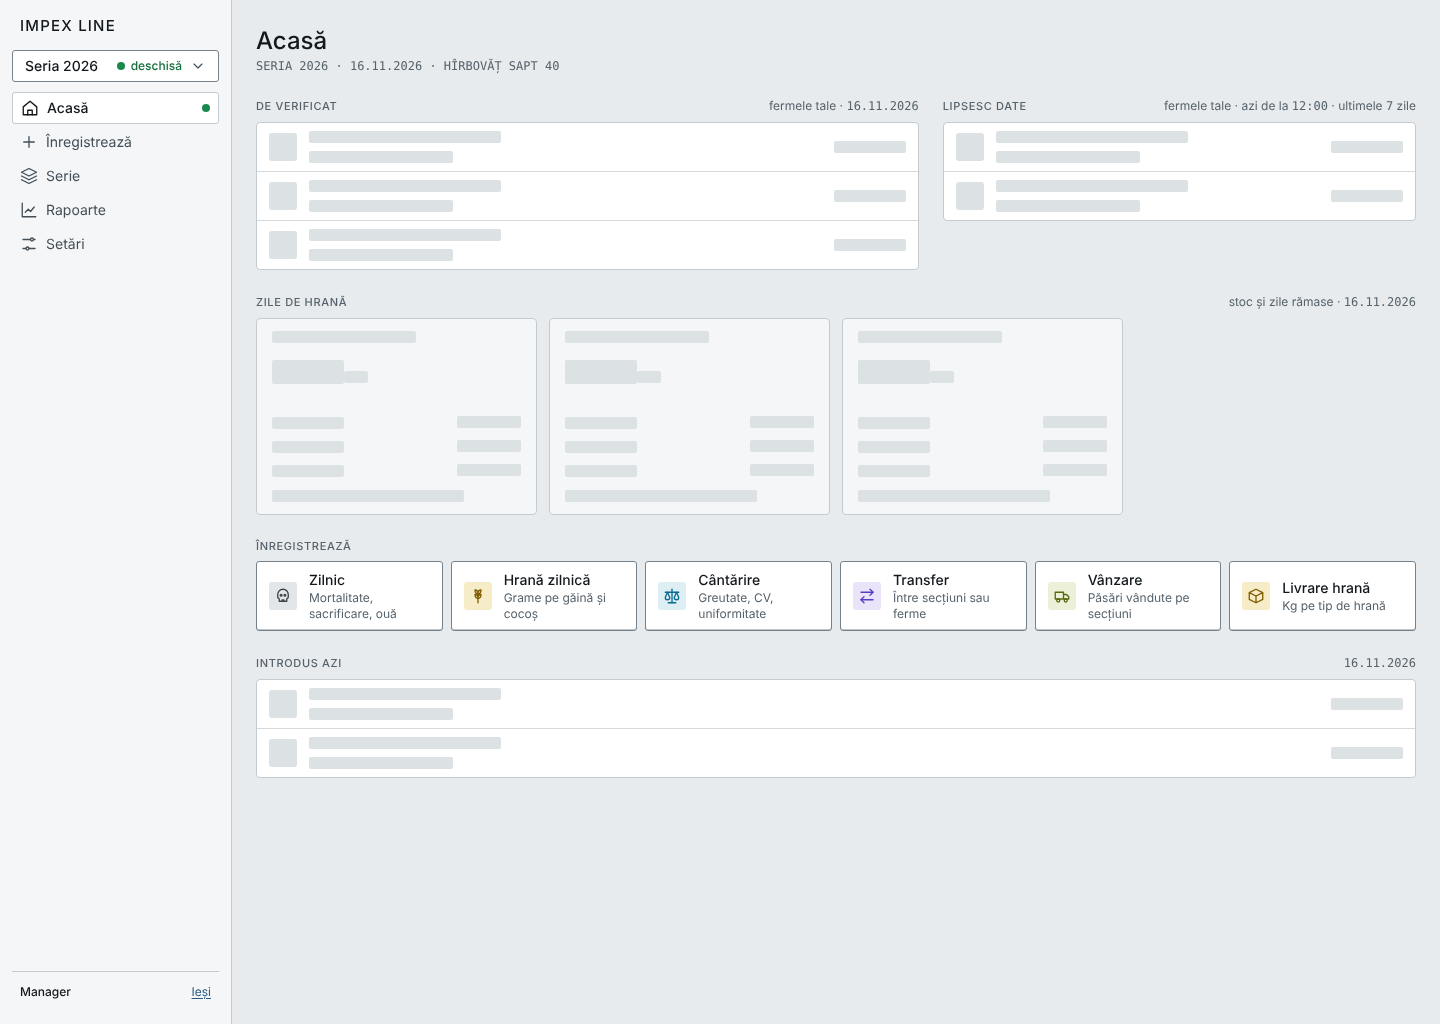 IMPEX LINE
Seria 2026 deschisă
Acasă
Înregistrează
Serie
Rapoarte
Setări
Manager Ieși
Acasă
SERIA 2026 · 16.11.2026 · HÎRBOVĂȚ SAPT 40
DE VERIFICAT fermele tale · 16.11.2026
LIPSESC DATE fermele tale · azi de la 12:00 · ultimele 7 zile
ZILE DE HRANĂ stoc și zile rămase · 16.11.2026
ÎNREGISTREAZĂ
Zilnic
Mortalitate,
sacrificare, ouă
Hrană zilnică
Grame pe găină și
cocoș
Cântărire
Greutate, CV,
uniformitate
Transfer
Între secțiuni sau
ferme
Vânzare
Păsări vândute pe
secțiuni
Livrare hrană
Kg pe tip de hrană
INTRODUS AZI 16.11.2026